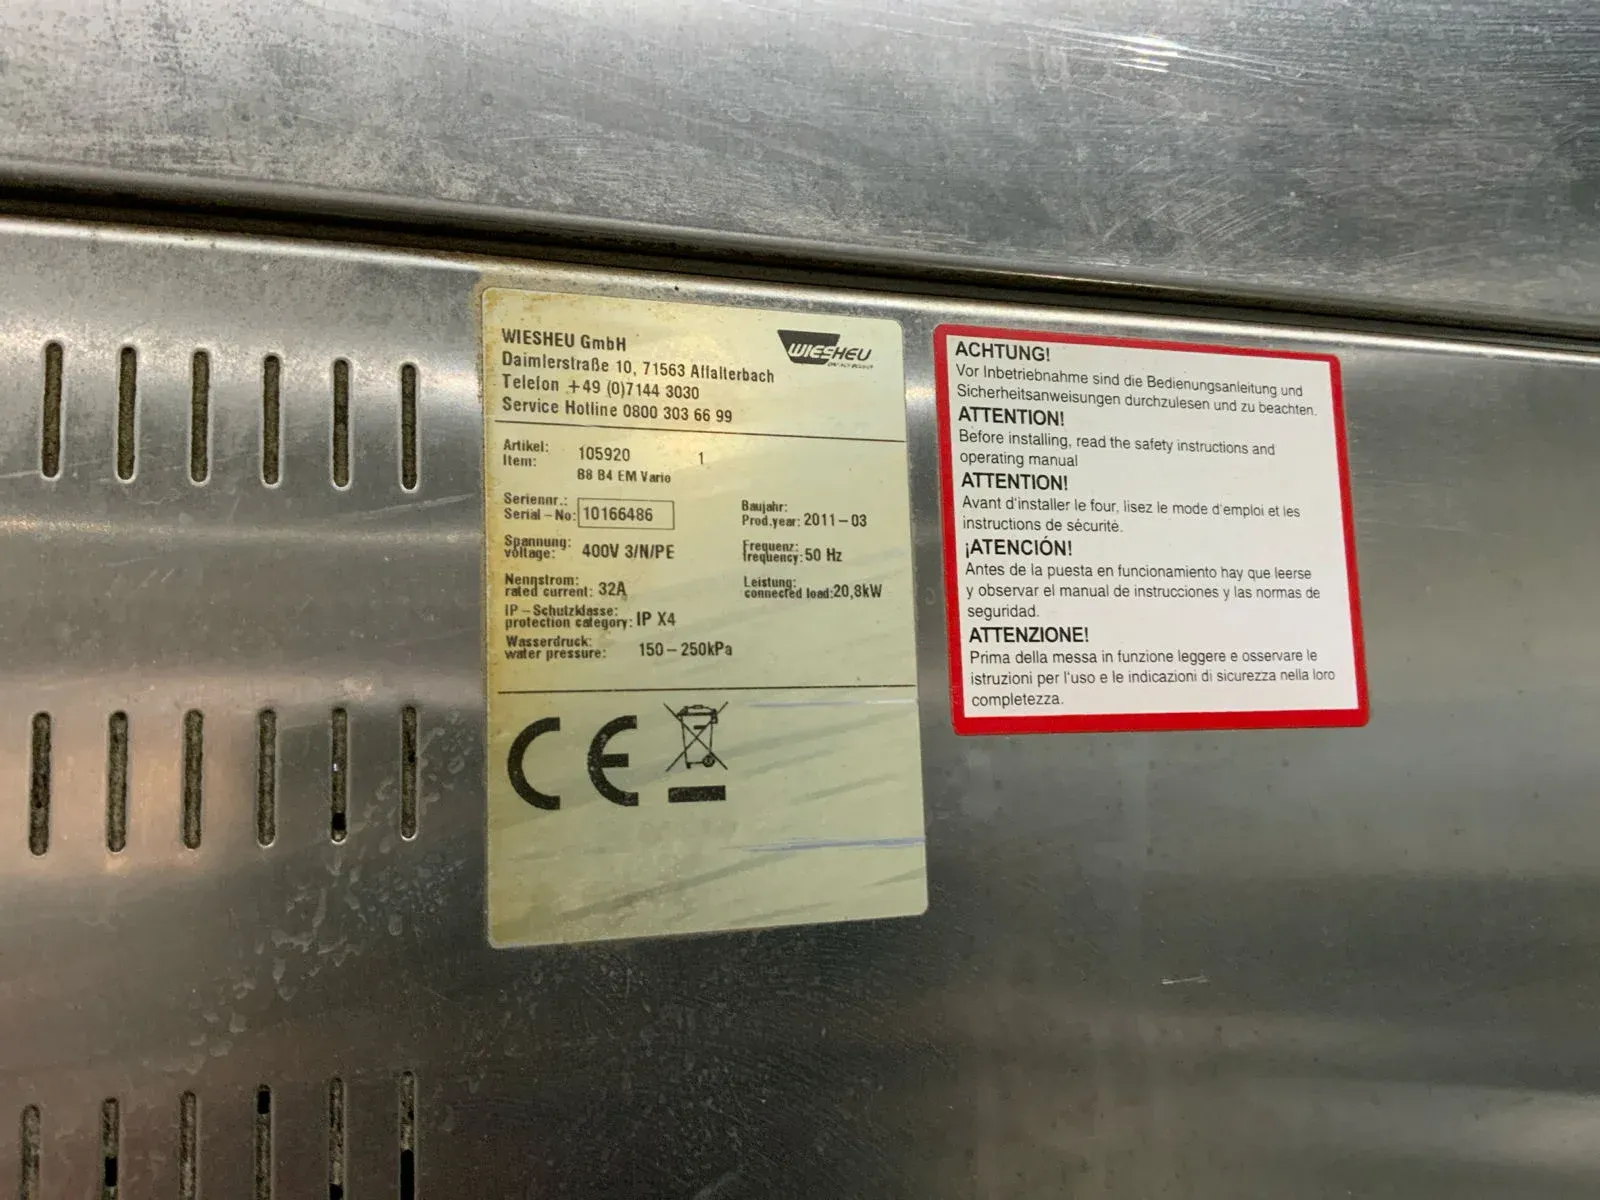 WIESHEU GmbH
Daimlerstraße 10, 71563 Affalterbach
Telefon +49 (0)7144 3030
Service Hotline 0800 303 66 99
WIESHEU
Artikel:
Item: 105920 1
B8 B4 EM Vario
Seriennr.:
Serial-No: 10166486
Baujahr:
Prod.year: 2011-03
Spannung:
voltage: 400V 3/N/PE
Frequenz:
frequency: 50 Hz
Nennstrom:
rated current: 32A
Leistung:
connected load: 20,8kW
IP-Schutzklasse:
protection category: IP X4
Wasserdruck:
water pressure: 150-250kPa
CE
ACHTUNG!
Vor Inbetriebnahme sind die Bedienungsanleitung und
Sicherheitsanweisungen durchzulesen und zu beachten.
ATTENTION!
Before installing, read the safety instructions and
operating manual
ATTENTION!
Avant d'installer le four, lisez le mode d'emploi et les
instructions de sécurité.
¡ATENCIÓN!
Antes de la puesta en funcionamiento hay que leerse
y observar el manual de instrucciones y las normas de
seguridad.
ATTENZIONE!
Prima della messa in funzione leggere e osservare le
istruzioni per l'uso e le indicazioni di sicurezza nella loro
completezza.